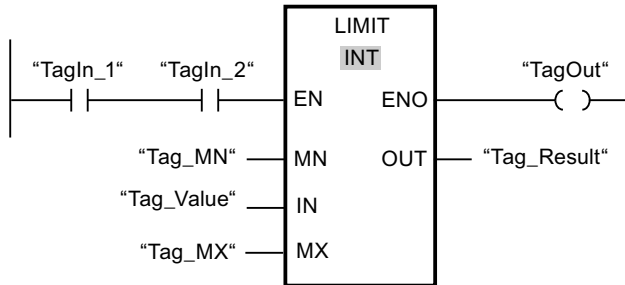 LIMIT
INT
“TagIn_1“ “TagIn_2“ “TagOut“
EN ENO
“Tag_MN“ MN OUT “Tag_Result“
“Tag_Value“ IN
“Tag_MX“ MX